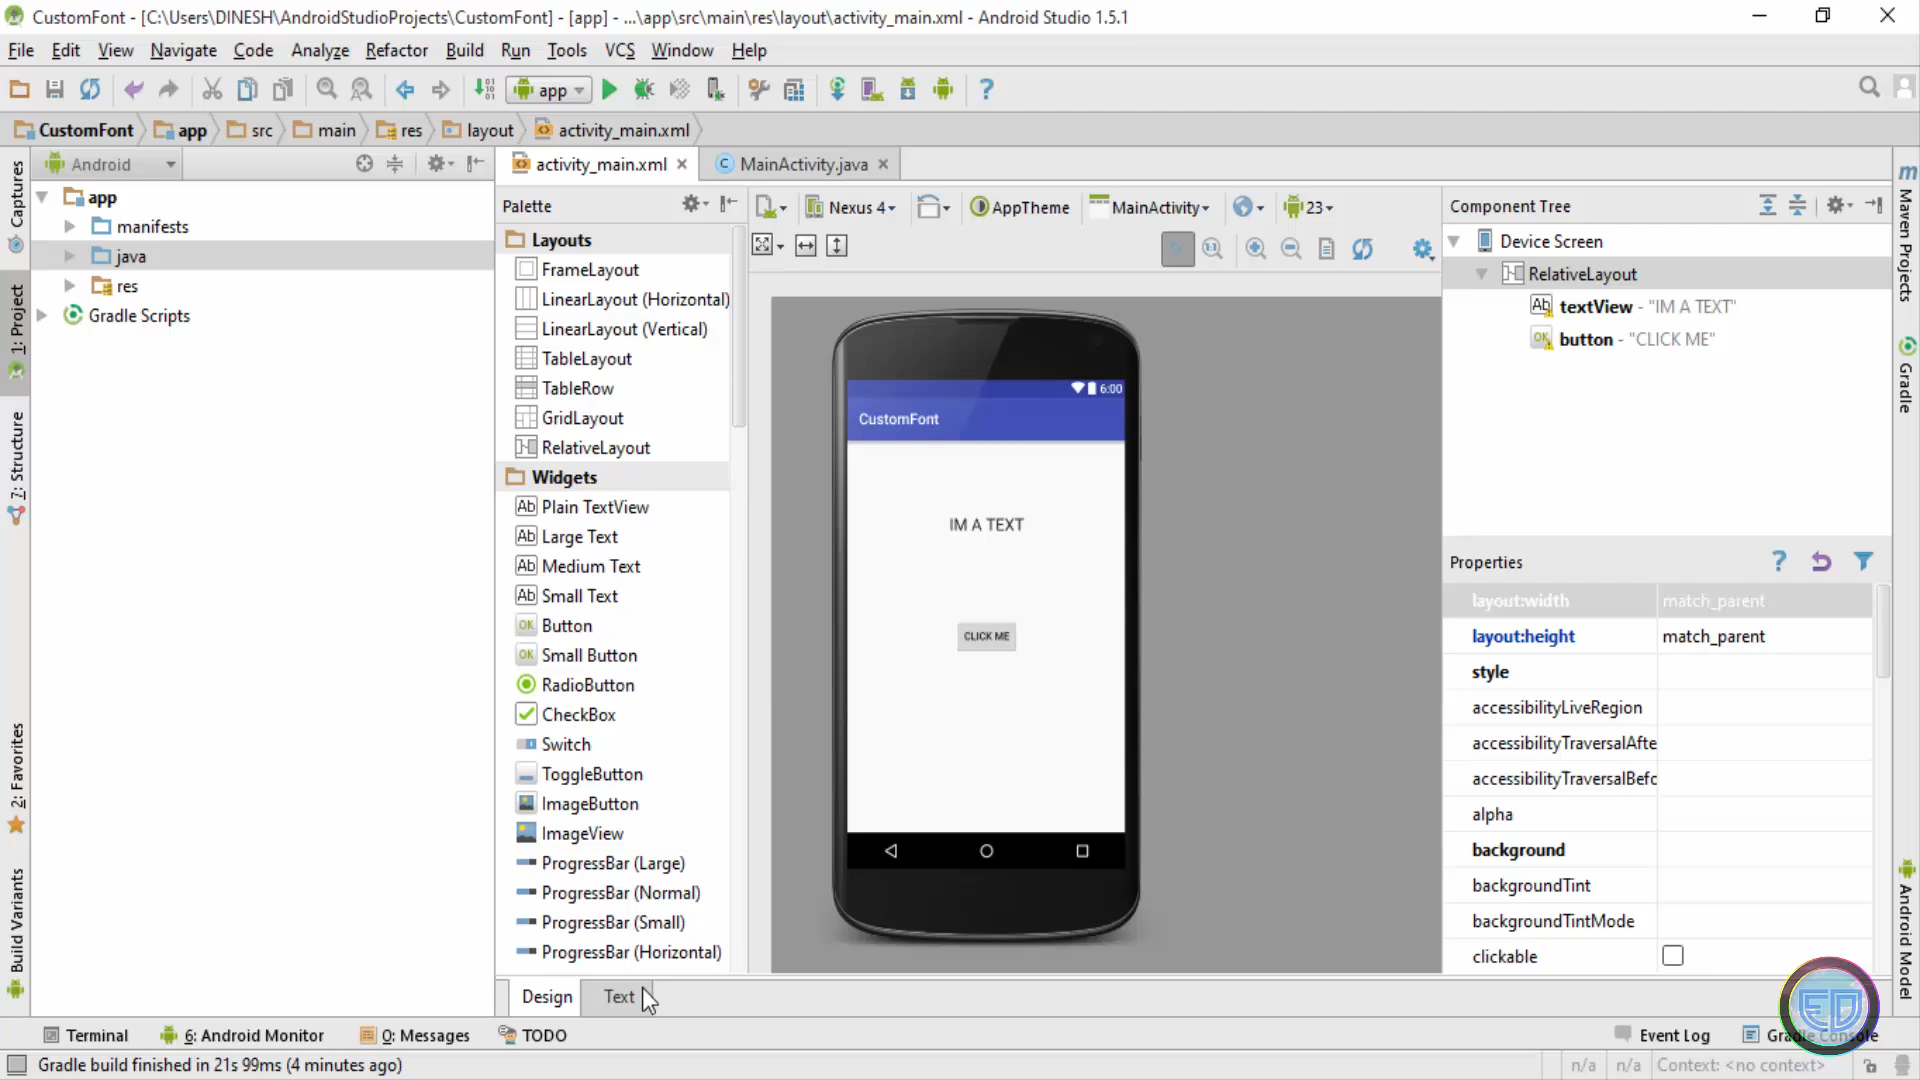 CustomFont - [C:\Users\DINESH\AndroidStudioProjects\CustomFont] - [app] - ...\app\src\main\res\layout\activity_main.xml - Android Studio 1.5.1
File Edit View Navigate Code Analyze Refactor Build Run Tools VCS Window Help
app
CustomFont app src main res layout activity_main.xml
Android
activity_main.xml
MainActivity.java
app
manifests
java
res
Gradle Scripts
Captures
1: Project
7: Structure
2: Favorites
Build Variants
Palette
Layouts
FrameLayout
LinearLayout (Horizontal)
LinearLayout (Vertical)
TableLayout
TableRow
GridLayout
RelativeLayout
Widgets
Plain TextView
Large Text
Medium Text
Small Text
Button
Small Button
RadioButton
CheckBox
Switch
ToggleButton
ImageButton
ImageView
ProgressBar (Large)
ProgressBar (Normal)
ProgressBar (Small)
ProgressBar (Horizontal)
Nexus 4 AppTheme MainActivity 23
6:00
CustomFont
IM A TEXT
CLICK ME
Component Tree
Device Screen
RelativeLayout
textView - "IM A TEXT"
button - "CLICK ME"
Properties
layout:width match_parent
layout:height match_parent
style
accessibilityLiveRegion
accessibilityTraversalAfte
accessibilityTraversalBefo
alpha
background
backgroundTint
backgroundTintMode
clickable
Maven Projects
Gradle
Android Model
Design Text
Terminal 6: Android Monitor 0: Messages TODO
Event Log Gradle Console
ED
Gradle build finished in 21s 99ms (4 minutes ago)
n/a n/a Context: <no context>